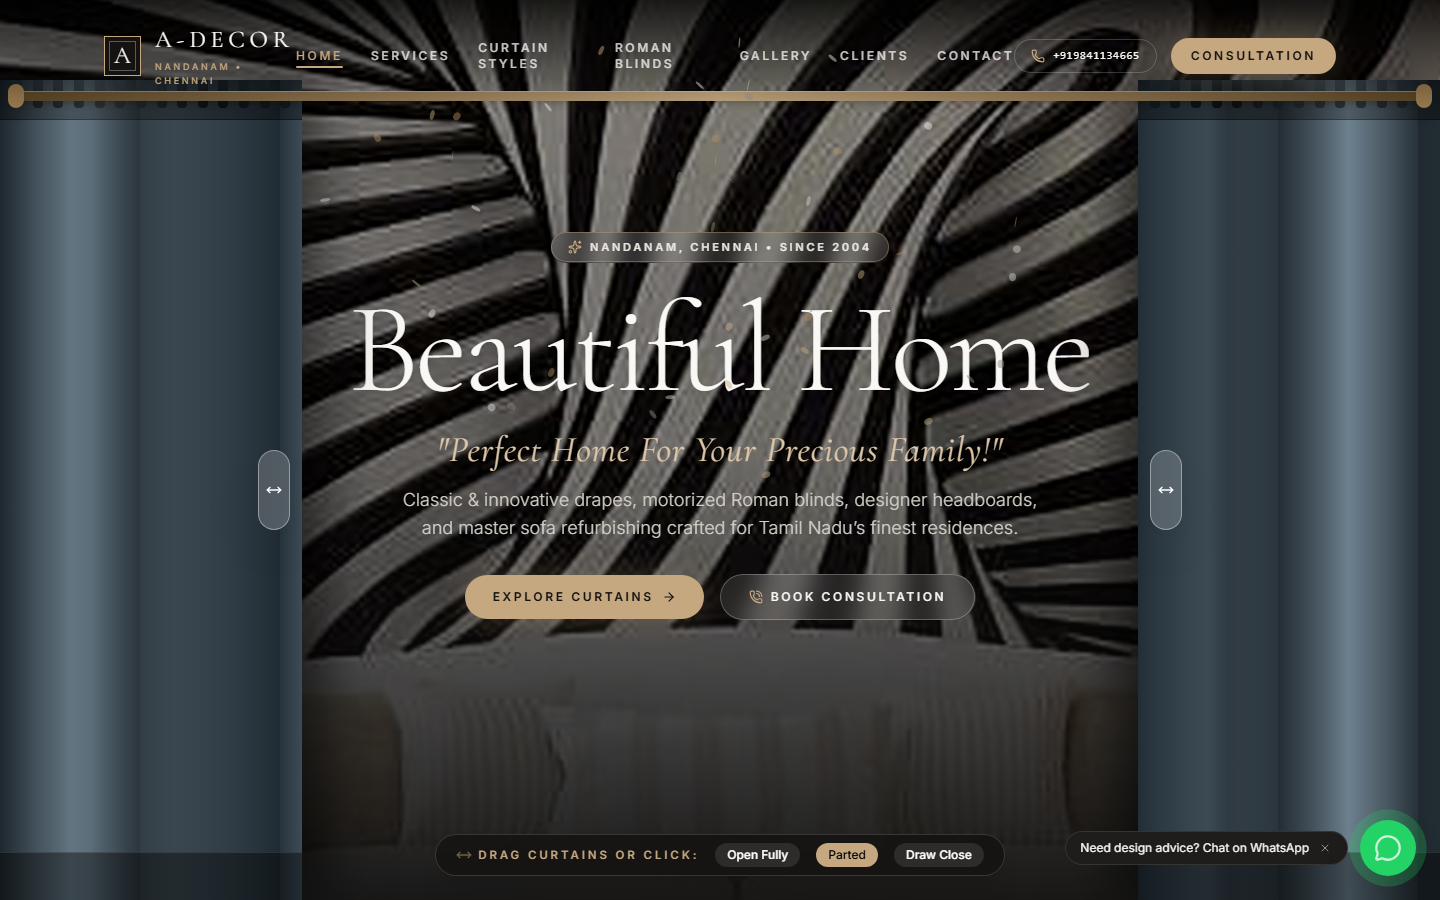 A
A-DECOR
NANDANAM •
CHENNAI
HOME
SERVICES
CURTAIN
STYLES
ROMAN
BLINDS
GALLERY
CLIENTS
CONTACT
+919841134665
CONSULTATION
NANDANAM, CHENNAI • SINCE 2004
Beautiful Home
"Perfect Home For Your Precious Family!"
Classic & innovative drapes, motorized Roman blinds, designer headboards,
and master sofa refurbishing crafted for Tamil Nadu’s finest residences.
EXPLORE CURTAINS →
BOOK CONSULTATION
DRAG CURTAINS OR CLICK:
Open Fully
Parted
Draw Close
Need design advice? Chat on WhatsApp ×